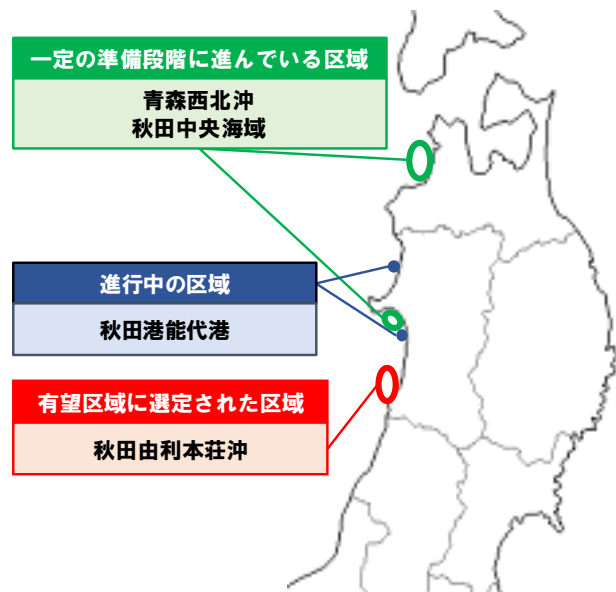 一定の準備段階に進んでいる区域
青森西北沖
秋田中央海域
進行中の区域
秋田港能代港
有望区域に選定された区域
秋田由利本荘沖